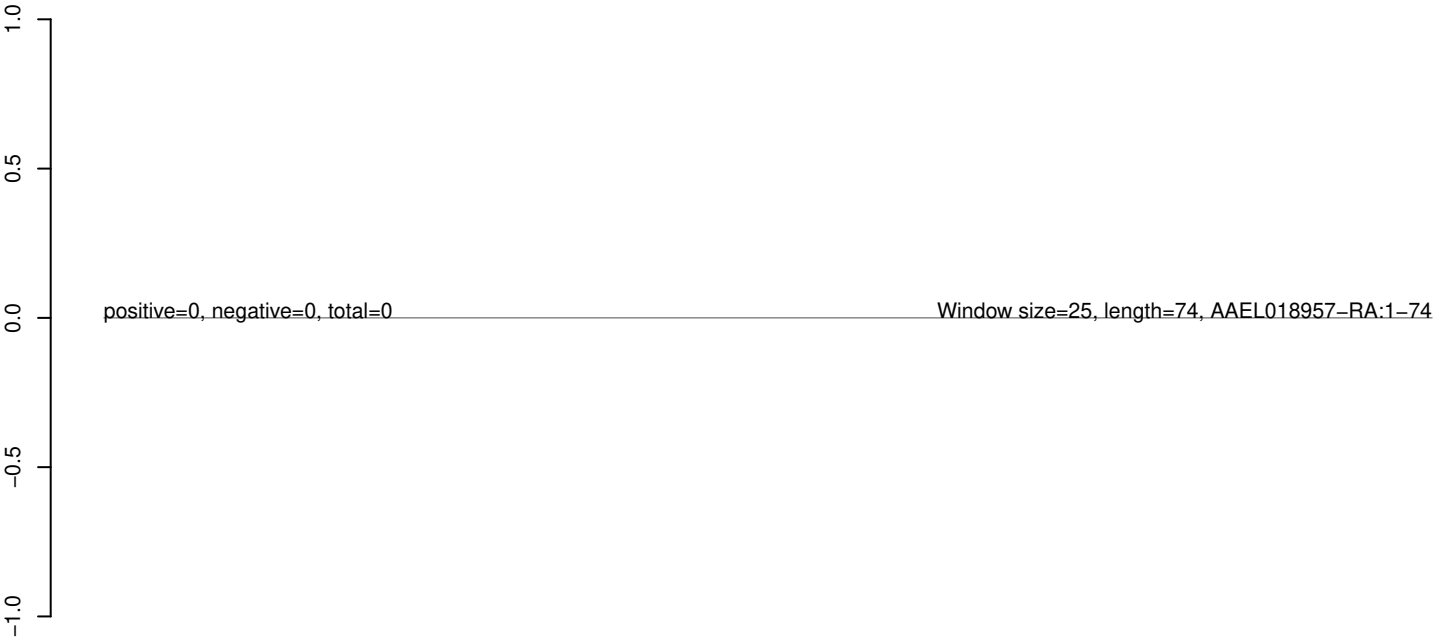 1.0
0.5
0.0
−0.5
−1.0
positive=0, negative=0, total=0
Window size=25, length=74, AAEL018957−RA:1−74